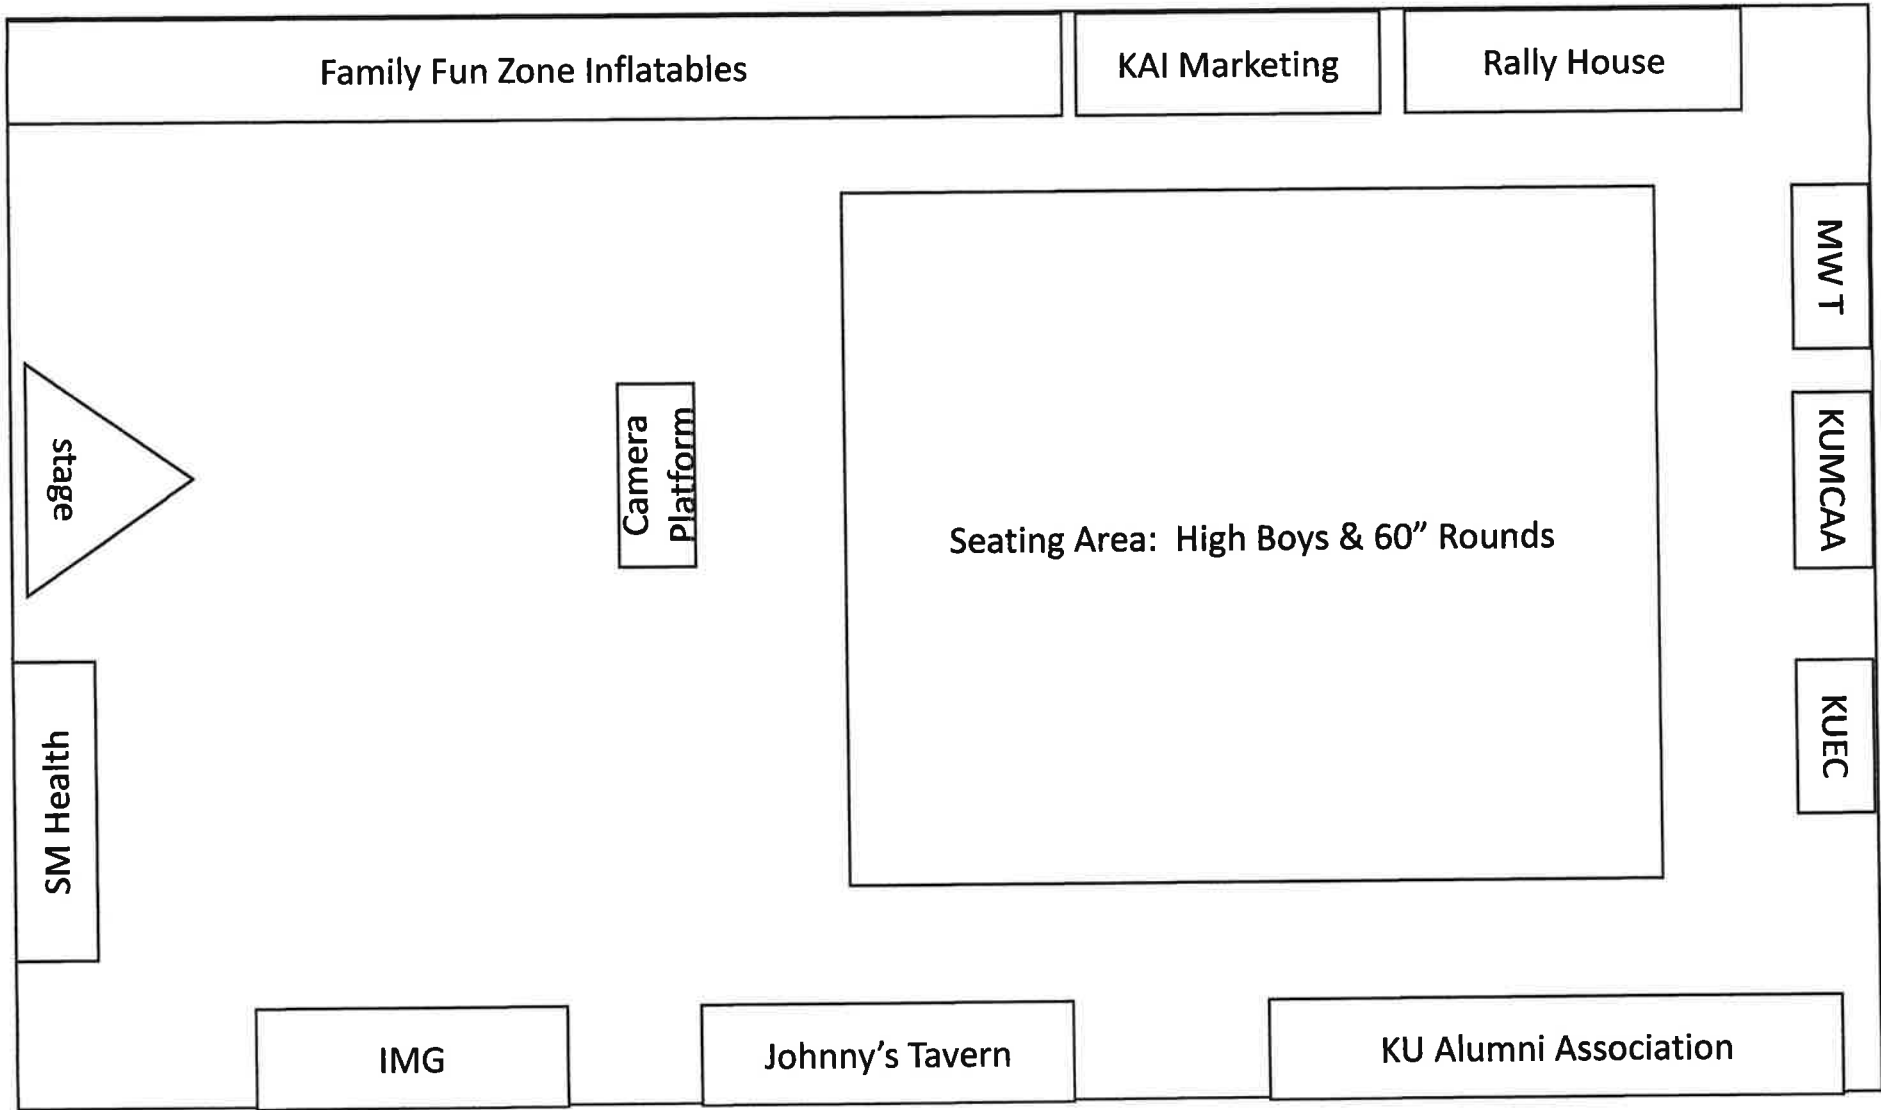 Family Fun Zone Inflatables
KAI Marketing
Rally House
MW T
stage
Camera
Platform
Seating Area:  High Boys & 60” Rounds
KUMCAA
SM Health
KUEC
IMG
Johnny’s Tavern
KU Alumni Association